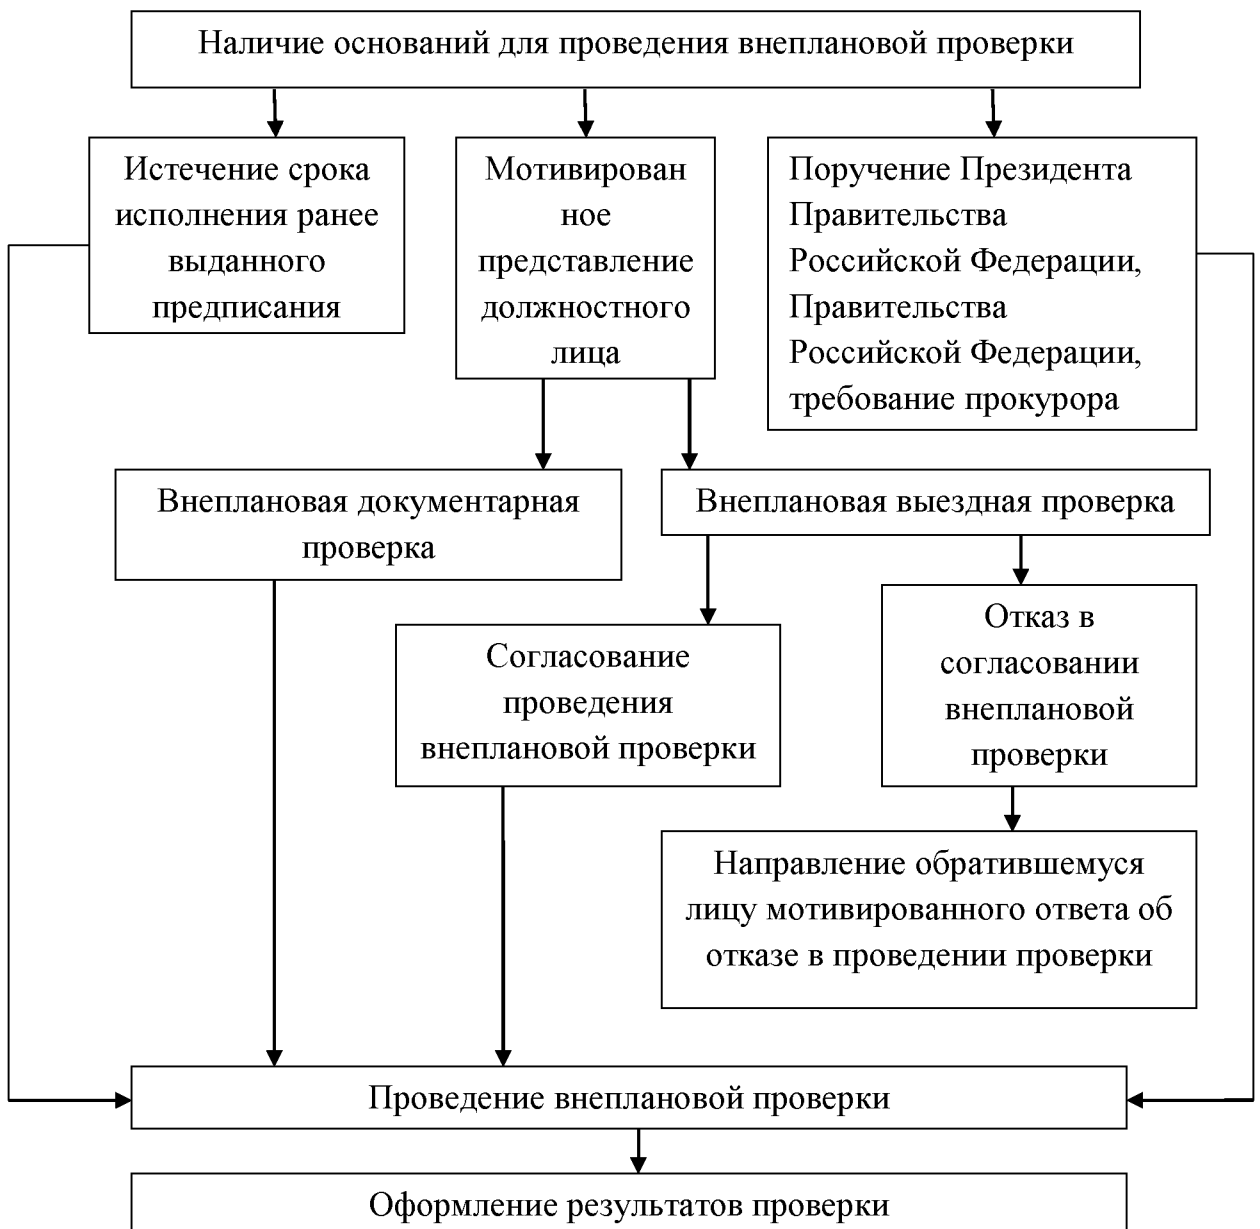 Наличие оснований для проведения внеплановой проверки
Истечение срока
исполнения ранее
выданного
предписания
Мотивирован
ное
представление
должностного
лица
Поручение Президента
Правительства
Российской Федерации,
Правительства
Российской Федерации,
требование прокурора
Внеплановая документарная
проверка
Внеплановая выездная проверка
Согласование
проведения
внеплановой проверки
Отказ в
согласовании
внеплановой
проверки
Направление обратившемуся
лицу мотивированного ответа об
отказе в проведении проверки
Проведение внеплановой проверки
Оформление результатов проверки